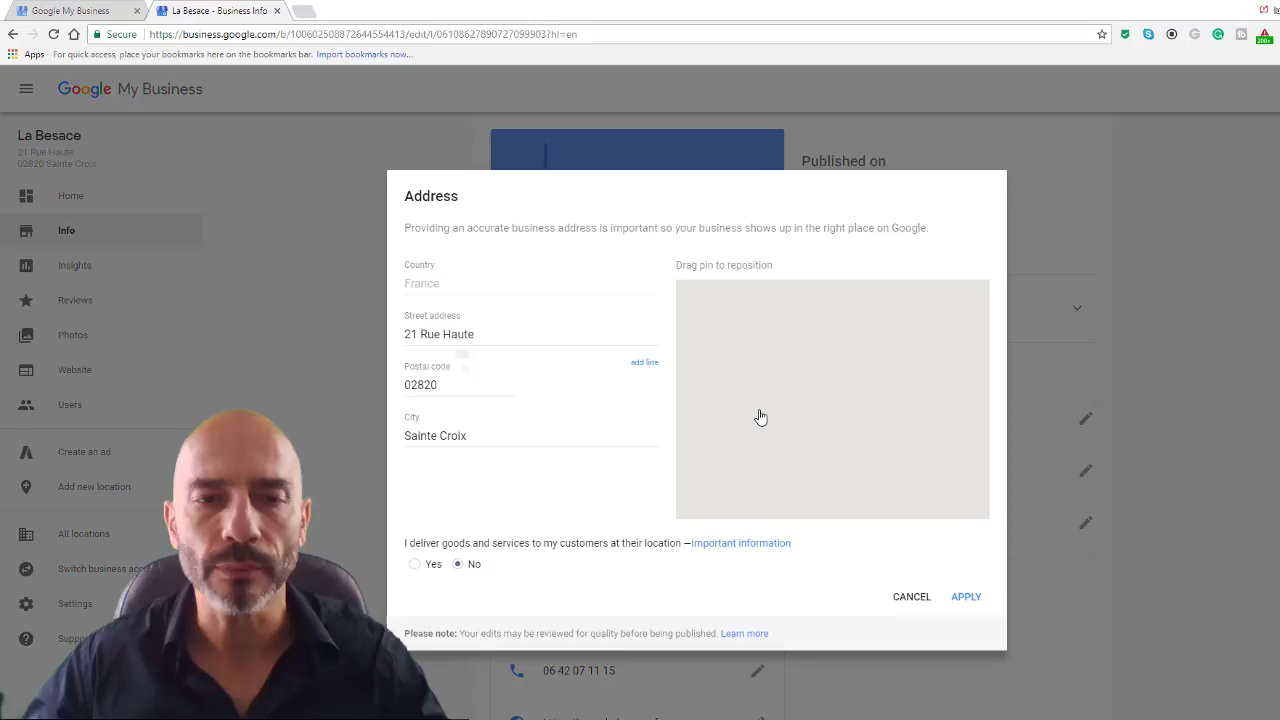 Google My Business
La Besace - Business Info
Secure
https://business.google.com/b/100602508872644554413/edit/l/06108627890727099903?hl=en
Apps
For quick access, place your bookmarks here on the bookmarks bar. Import bookmarks now...
200+
Google My Business
La Besace
21 Rue Haute
02820 Sainte Croix
Home
Info
Insights
Reviews
Photos
Website
Users
Create an ad
Add new location
All locations
Switch business
Settings
Published on
Address
Providing an accurate business address is important so your business shows up in the right place on Google.
Country
France
Street address
21 Rue Haute
add line
Postal code
02820
City
Sainte Croix
Drag pin to reposition
I deliver goods and services to my customers at their location —Important information
Yes
No
CANCEL
APPLY
Please note: Your edits may be reviewed for quality before being published. Learn more
06 42 07 11 15